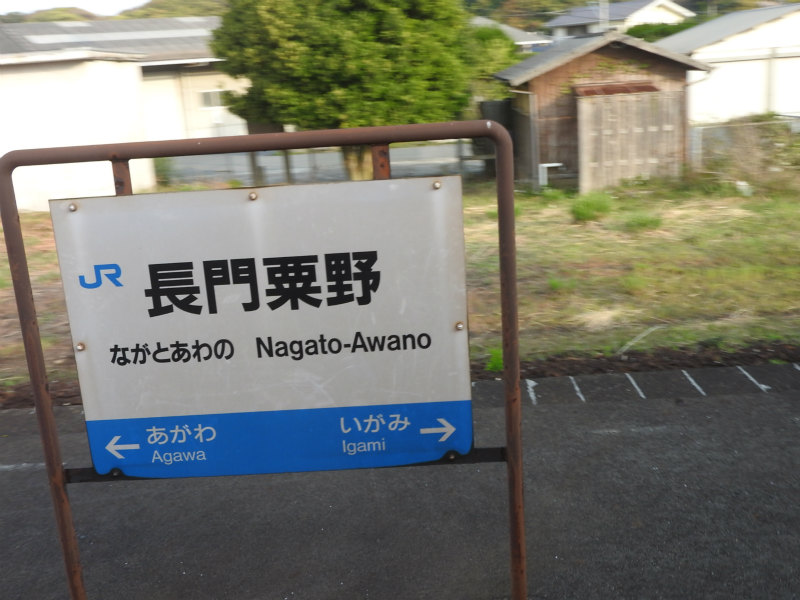 JR 長門粟野
ながとあわの Nagato-Awano
← あがわ いがみ →
Agawa Igami